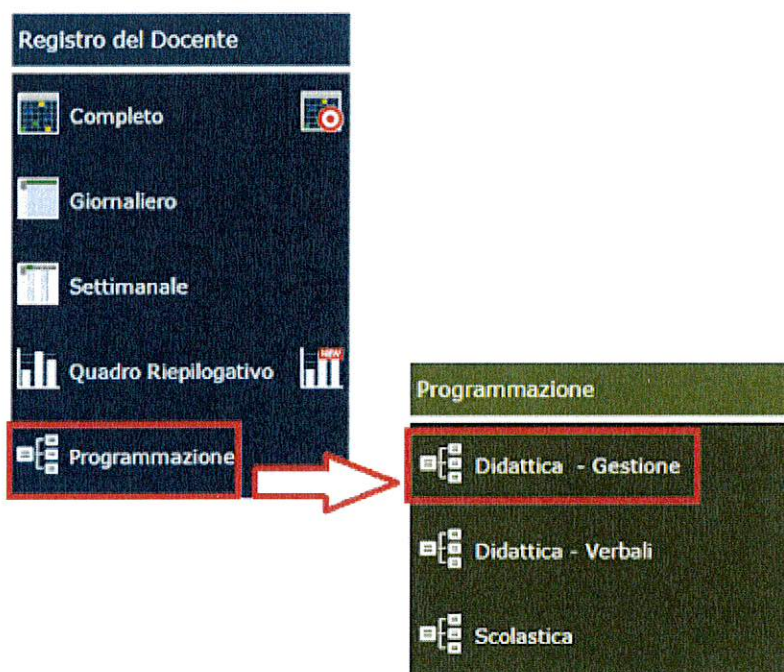 Registro del Docente
Completo
Giornaliero
Settimanale
Quadro Riepilogativo
NEW
Programmazione
Programmazione
Didattica - Gestione
Didattica - Verbali
Scolastica